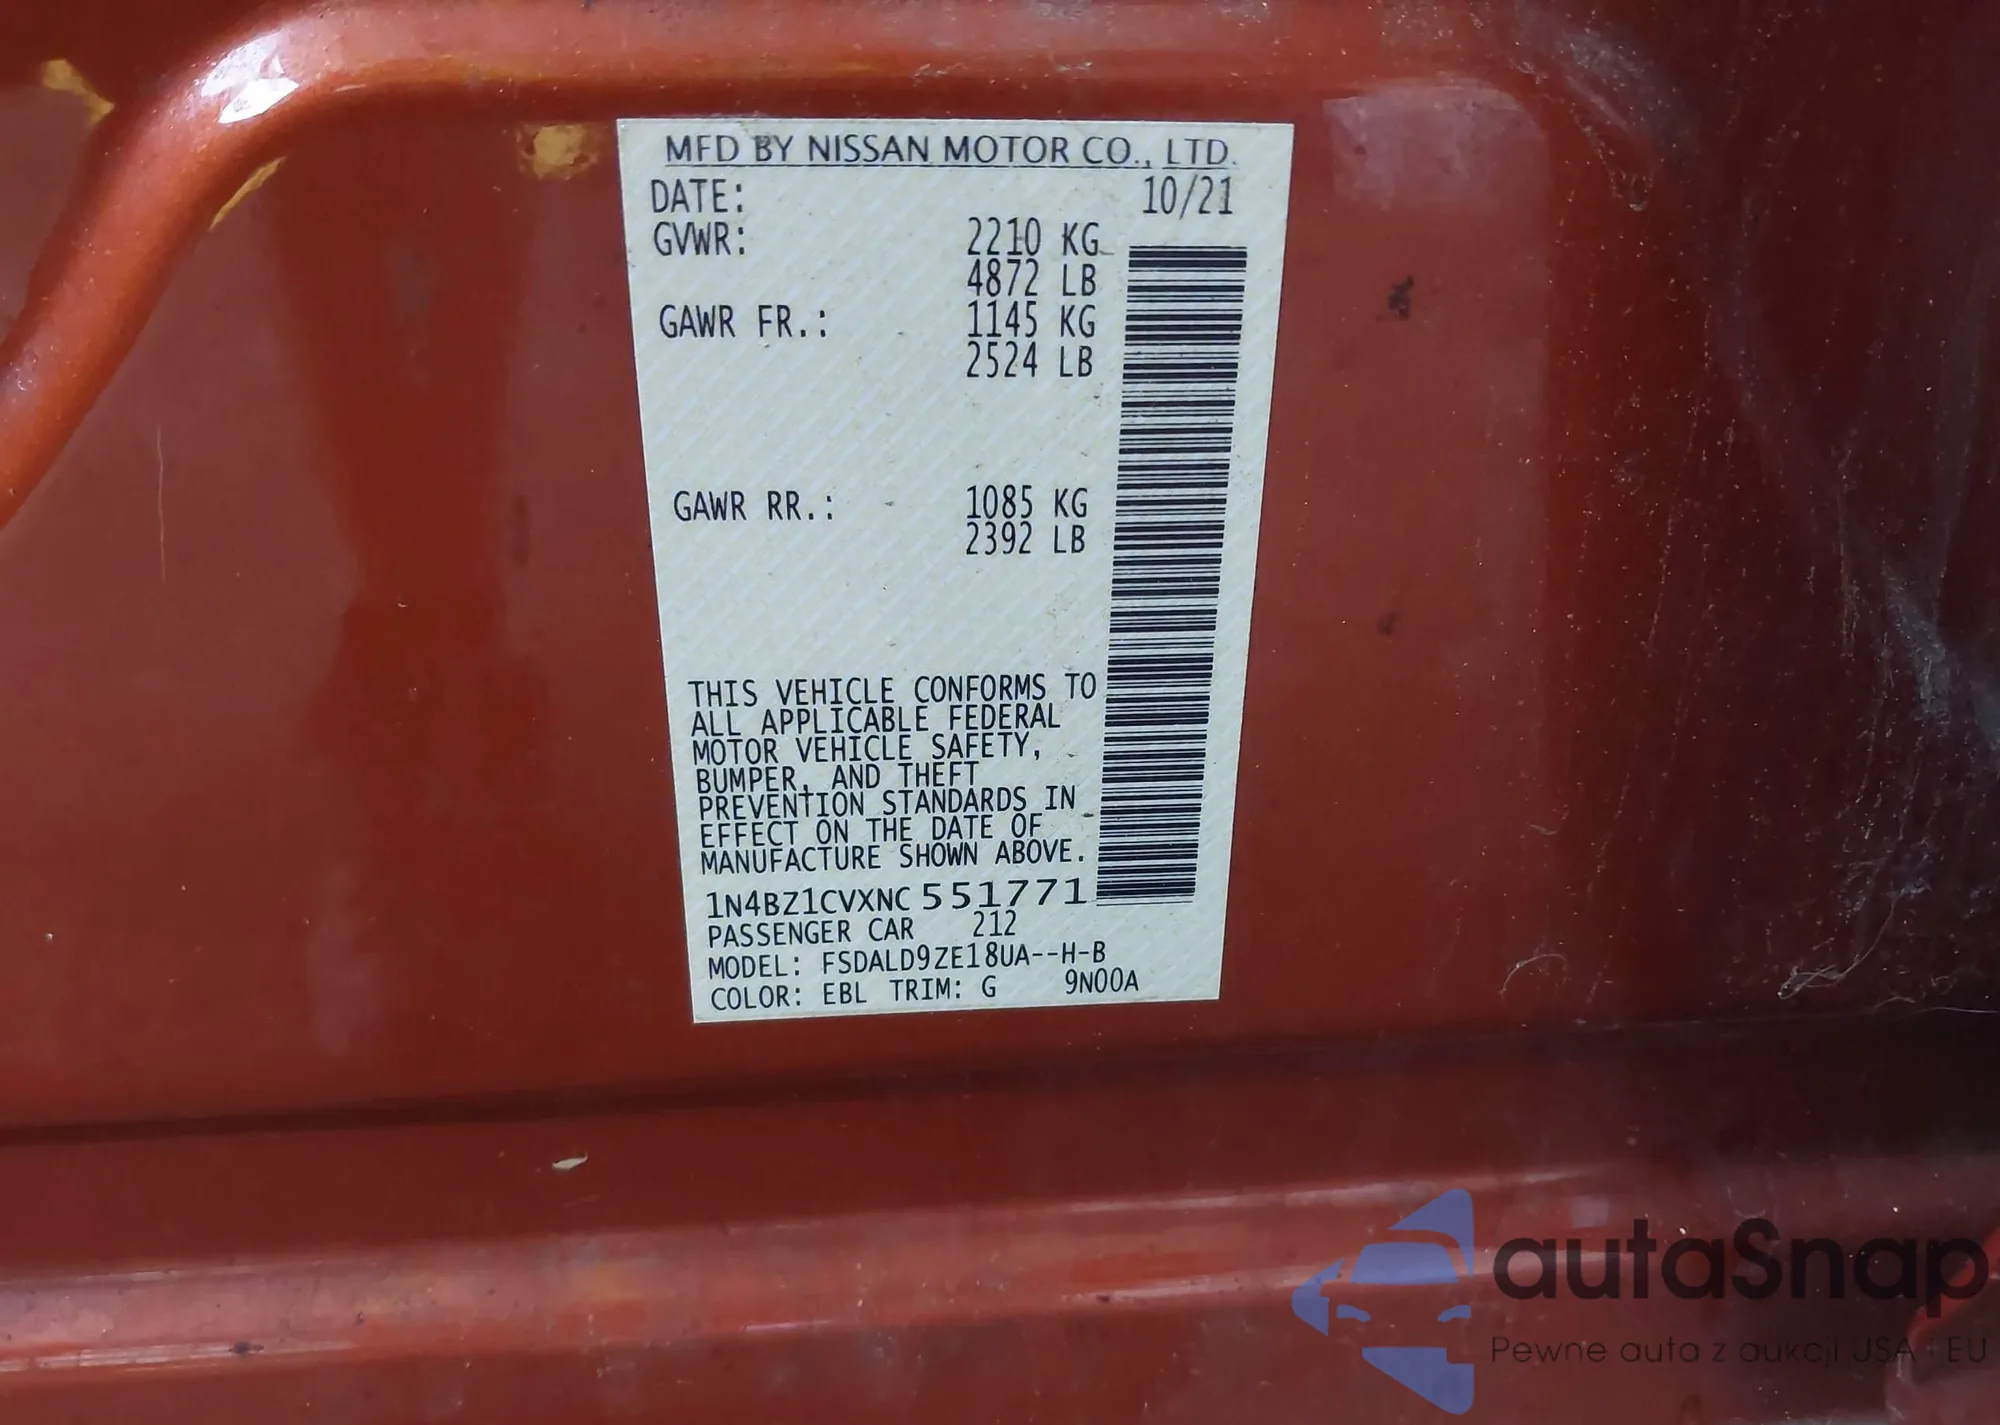 MFD BY NISSAN MOTOR CO., LTD.
DATE: 10/21
GVWR: 2210 KG
4872 LB
GAWR FR.: 1145 KG
2524 LB
GAWR RR.: 1085 KG
2392 LB
THIS VEHICLE CONFORMS TO
ALL APPLICABLE FEDERAL
MOTOR VEHICLE SAFETY,
BUMPER, AND THEFT
PREVENTION STANDARDS IN
EFFECT ON THE DATE OF
MANUFACTURE SHOWN ABOVE.
1N4BZ1CVXNC 551771
PASSENGER CAR 212
MODEL: FSDALD9ZE18UA--H-B
COLOR: EBL TRIM: G 9N00A
autaSnap
Pewne auta z aukcji USA i EU